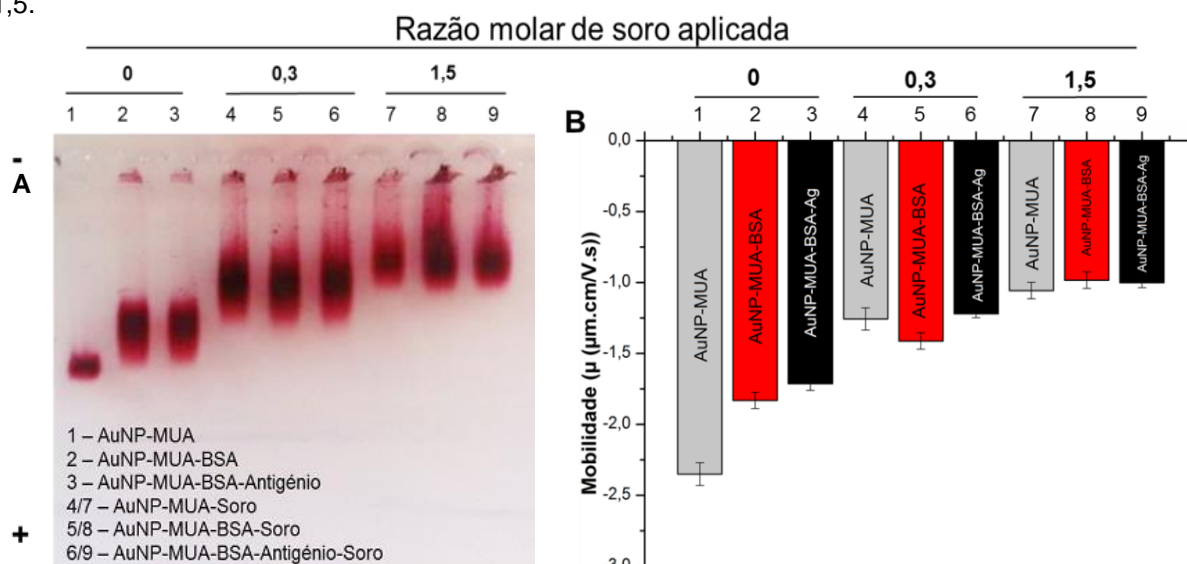 1,5.
Razão molar de soro aplicada
0 0,3 1,5
1 2 3 4 5 6 7 8 9
-
A
1 – AuNP-MUA
2 – AuNP-MUA-BSA
3 – AuNP-MUA-BSA-Antigénio
4/7 – AuNP-MUA-Soro
5/8 – AuNP-MUA-BSA-Soro
6/9 – AuNP-MUA-BSA-Antigénio-Soro
+
B
0 0,3 1,5
1 2 3 4 5 6 7 8 9
Mobilidade (µ (µm.cm/V.s))
0,0
-0,5
-1,0
-1,5
-2,0
-2,5
-3,0
AuNP-MUA
AuNP-MUA-BSA
AuNP-MUA-BSA-Ag
AuNP-MUA
AuNP-MUA-BSA
AuNP-MUA-BSA-Ag
AuNP-MUA
AuNP-MUA-BSA
AuNP-MUA-BSA-Ag